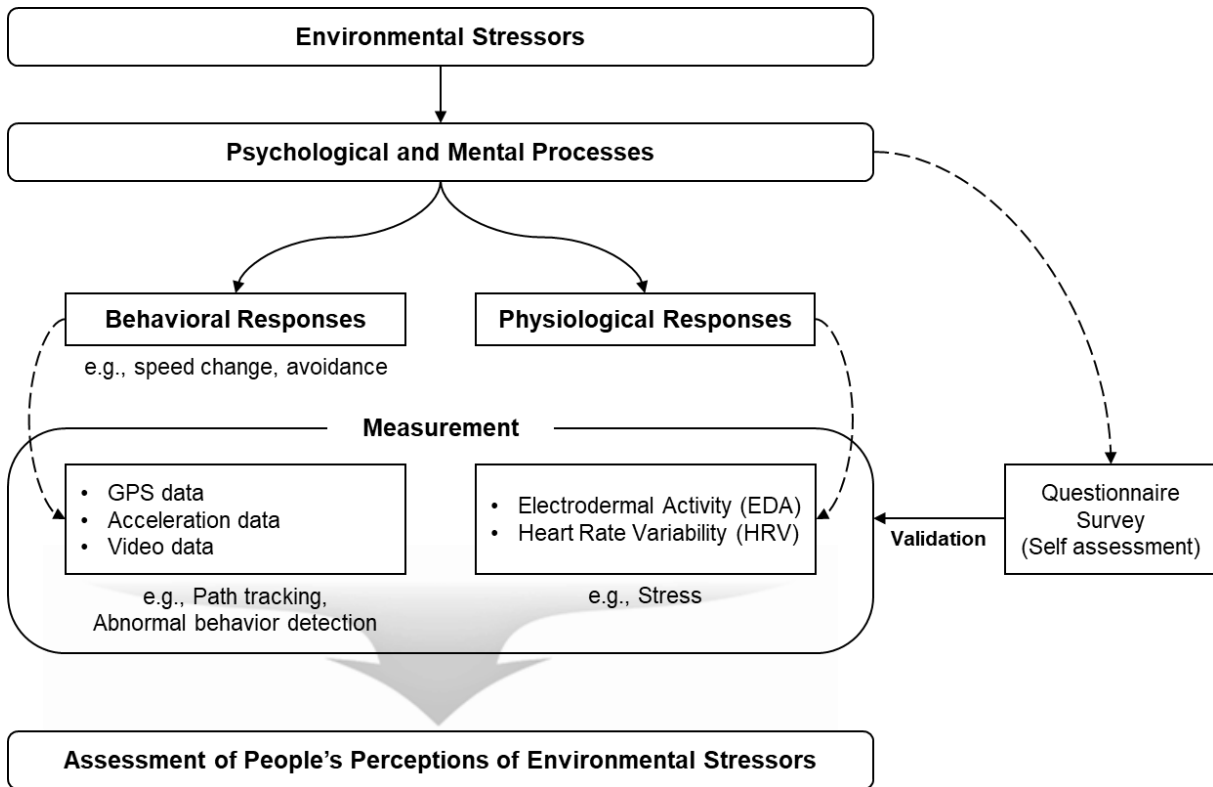 Environmental Stressors
Psychological and Mental Processes
Behavioral Responses
e.g., speed change, avoidance
Physiological Responses
Measurement
• GPS data
• Acceleration data
• Video data
e.g., Path tracking,
Abnormal behavior detection
• Electrodermal Activity (EDA)
• Heart Rate Variability (HRV)
e.g., Stress
Validation
Questionnaire
Survey
(Self assessment)
Assessment of People’s Perceptions of Environmental Stressors